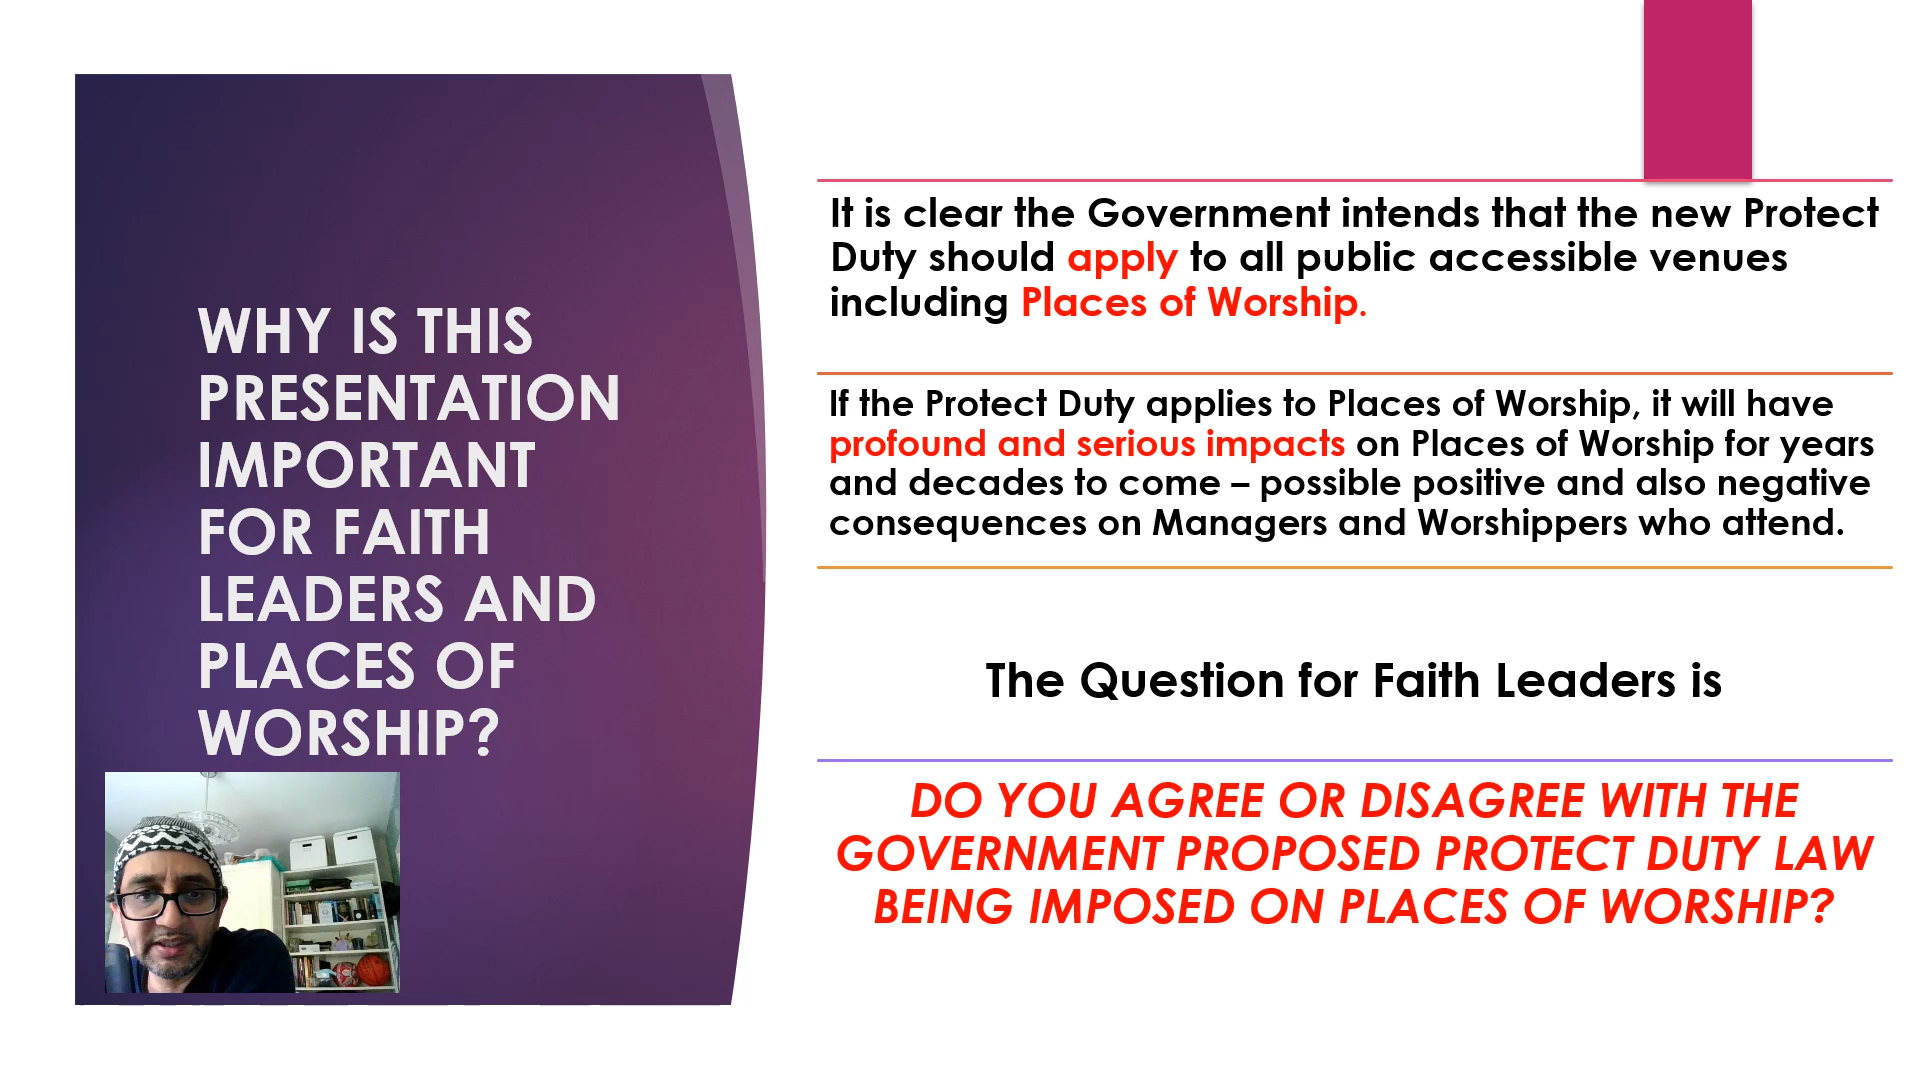 WHY IS THIS
PRESENTATION
IMPORTANT
FOR FAITH
LEADERS AND
PLACES OF
WORSHIP?
It is clear the Government intends that the new Protect
Duty should apply to all public accessible venues
including Places of Worship.
If the Protect Duty applies to Places of Worship, it will have
profound and serious impacts on Places of Worship for years
and decades to come – possible positive and also negative
consequences on Managers and Worshippers who attend.
The Question for Faith Leaders is
DO YOU AGREE OR DISAGREE WITH THE
GOVERNMENT PROPOSED PROTECT DUTY LAW
BEING IMPOSED ON PLACES OF WORSHIP?